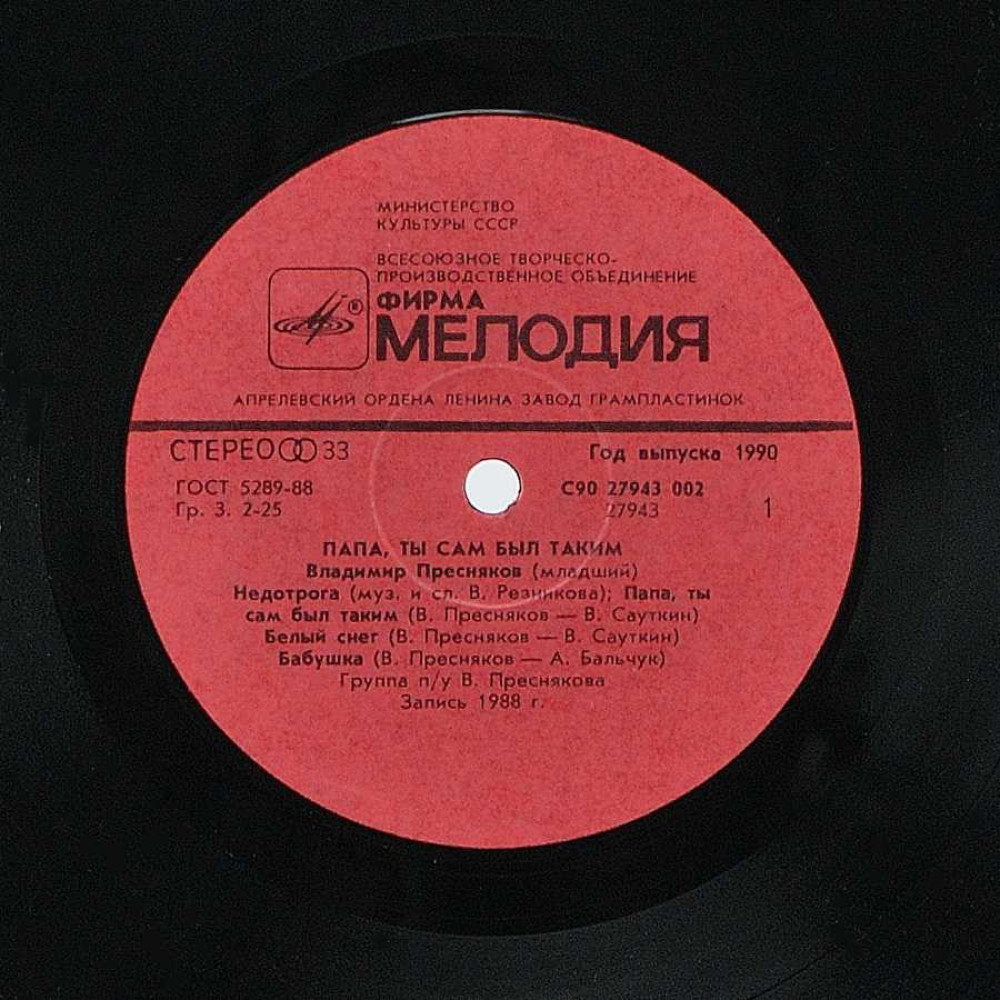 МИНИСТЕРСТВО
КУЛЬТУРЫ СССР
ВСЕСОЮЗНОЕ ТВОРЧЕСКО-
ПРОИЗВОДСТВЕННОЕ ОБЪЕДИНЕНИЕ
®
ФИРМА
МЕЛОДИЯ
АПРЕЛЕВСКИЙ ОРДЕНА ЛЕНИНА ЗАВОД ГРАМПЛАСТИНОК
СТЕРЕО 33
Год выпуска 1990
ГОСТ 5289-88
С90 27943 002
Гр. 3. 2-25
27943
1
ПАПА, ТЫ САМ БЫЛ ТАКИМ
Владимир Пресняков (младший)
Недотрога (муз. и сл. В. Резникова); Папа, ты
сам был таким (В. Пресняков — В. Сауткин)
Белый снег (В. Пресняков — В. Сауткин)
Бабушка (В. Пресняков — А. Бальчук)
Группа п/у В. Преснякова
Запись 1988 г.